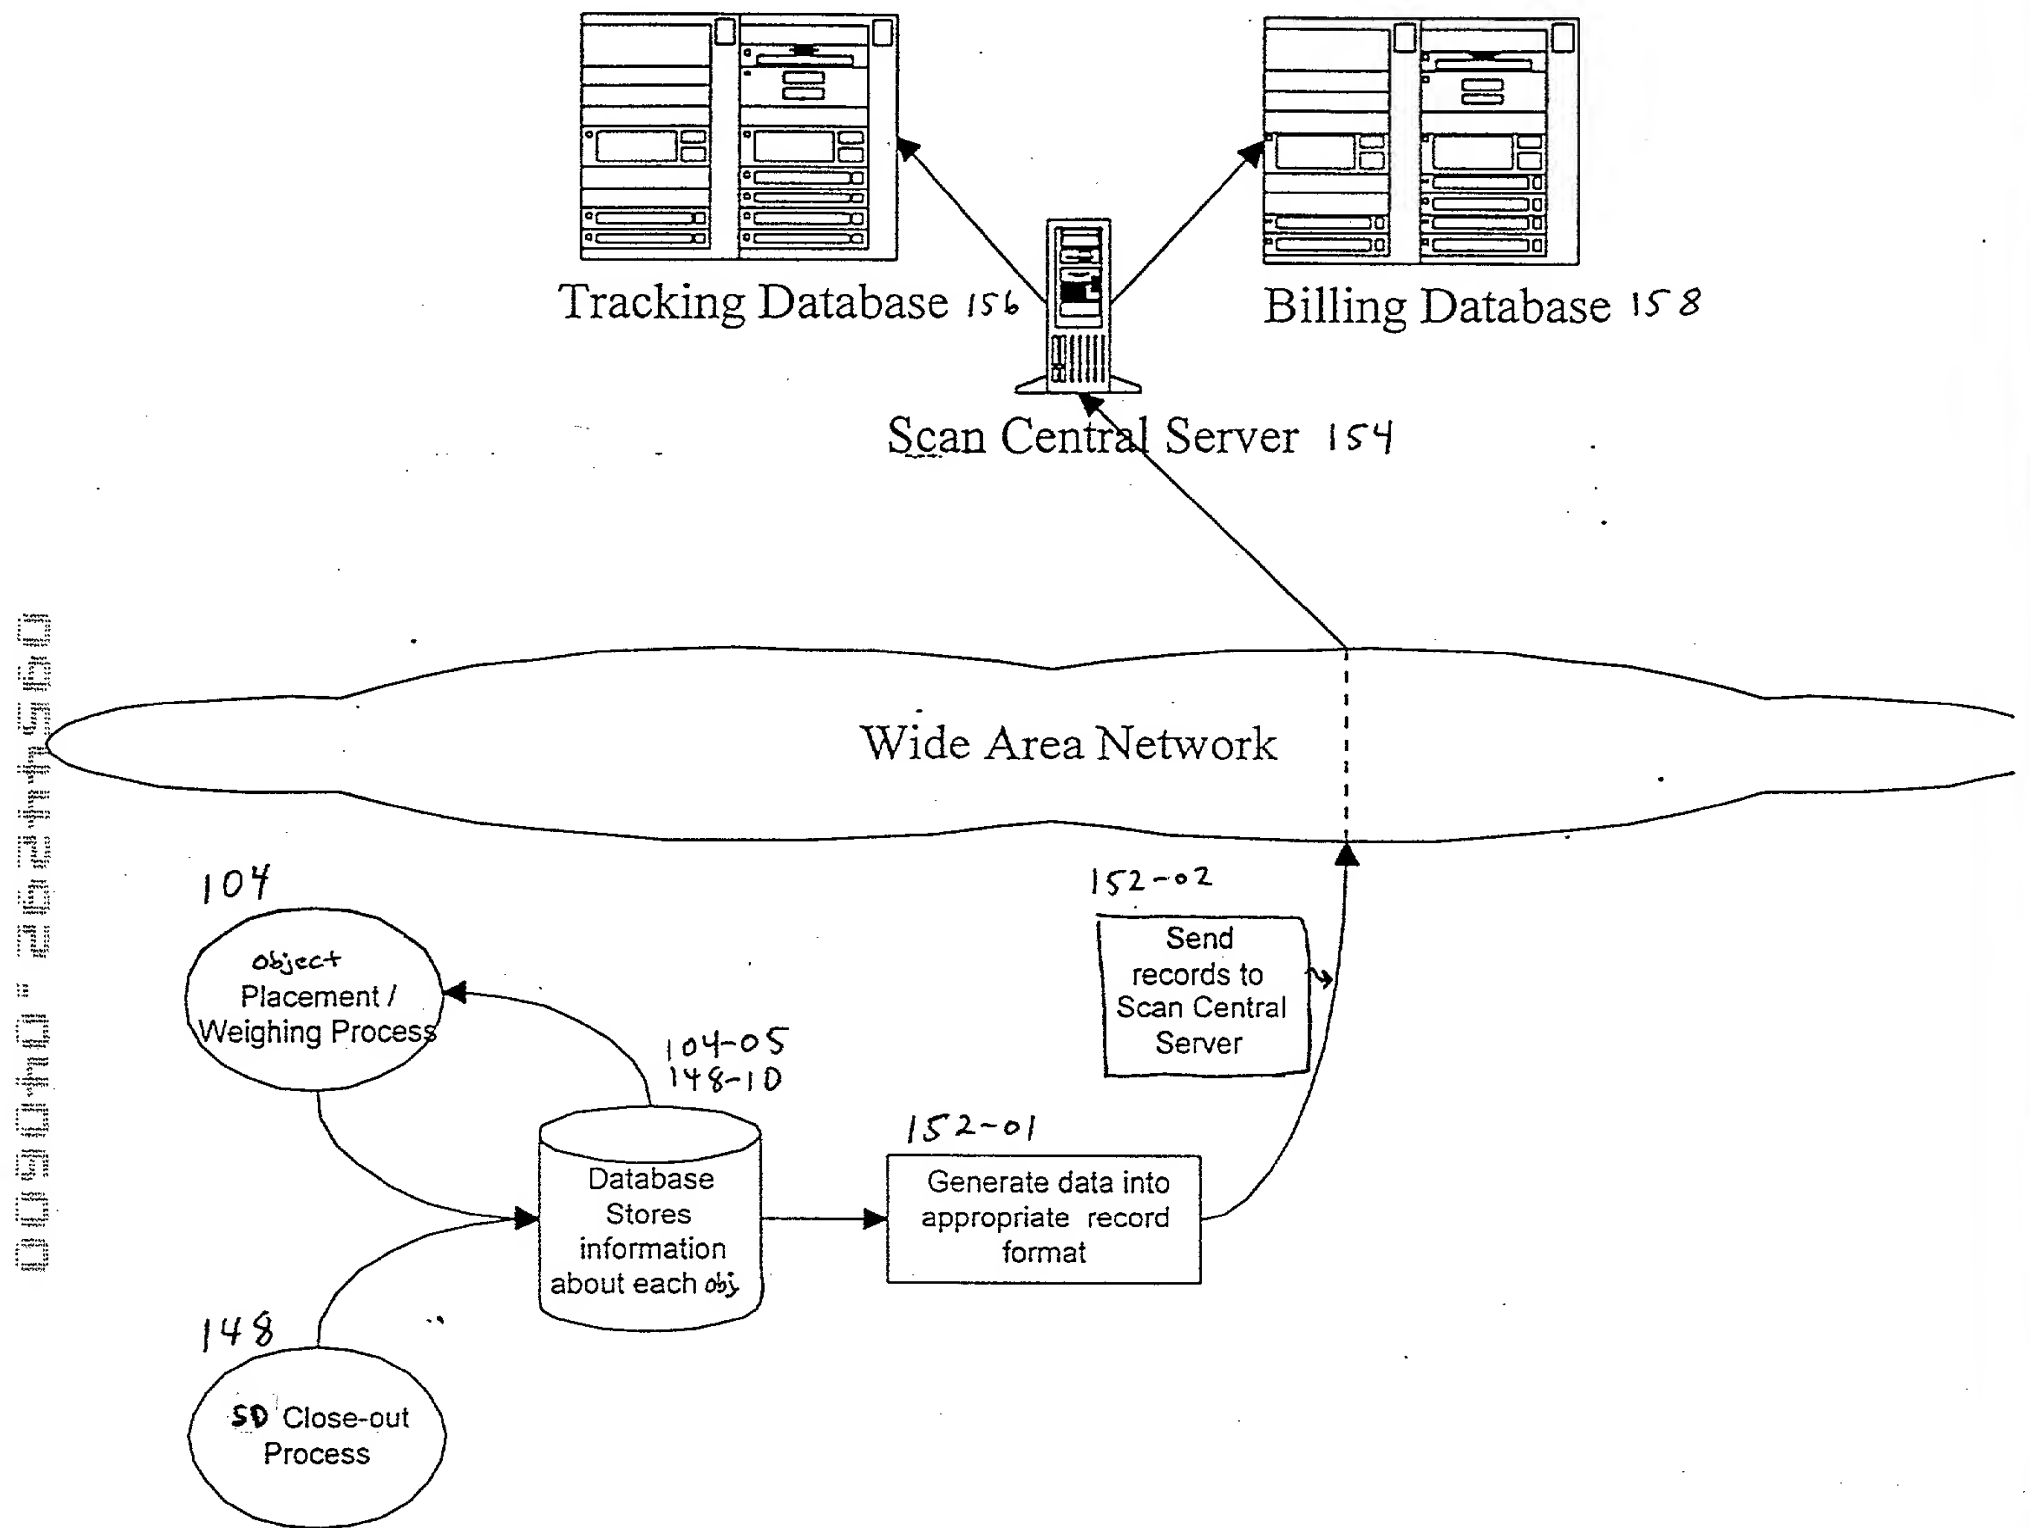 Tracking Database 156
Billing Database 158
Scan Central Server 154
Wide Area Network
104
object
Placement /
Weighing Process
152-02
Send
records to
Scan Central
Server
104-05
148-10
Database
Stores
information
about each obj
152-01
Generate data into
appropriate record
format
148
SD Close-out
Process
09544292.040600